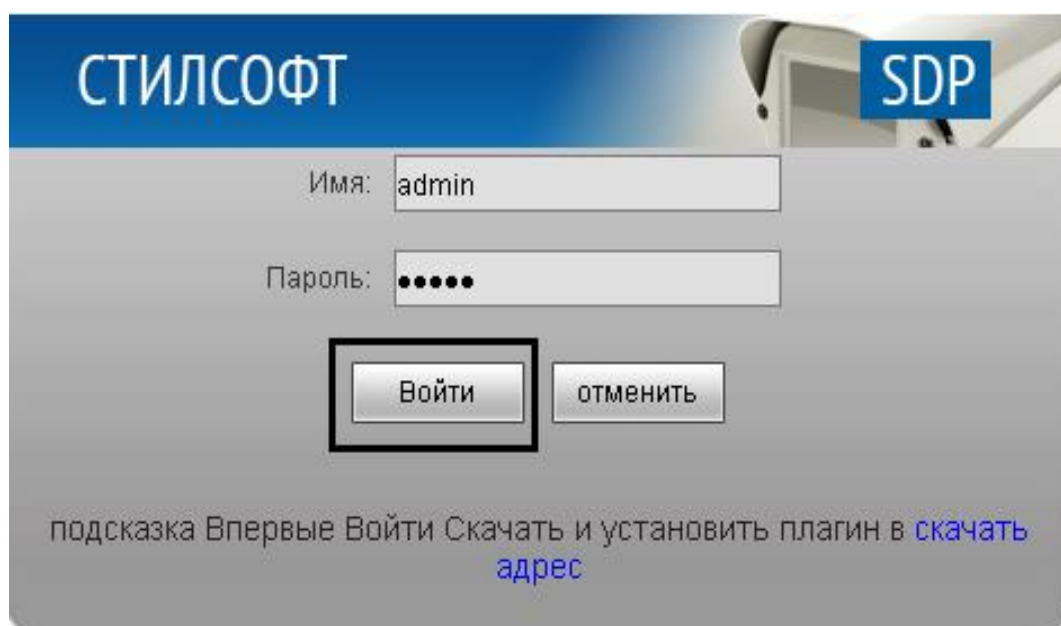 СТИЛСОФТ
SDP
Имя: admin
Пароль: •••••
Войти отменить
подсказка Впервые Войти Скачать и установить плагин в скачать
адрес